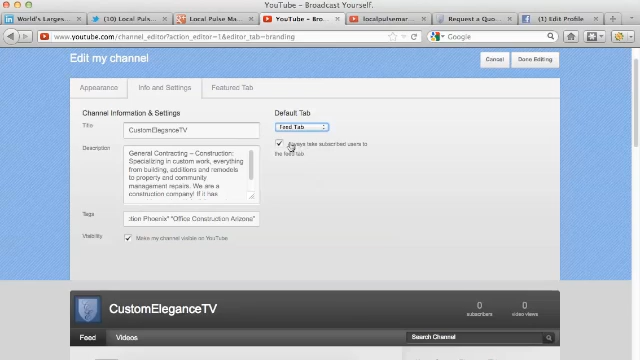 YouTube – Broadcast Yourself.
World's Larges...
(10) Local Puls...
Local Pulse Ma...
YouTube – Bro...
localpulsemar...
Request a Quo...
Edit Profile
www.youtube.com/channel_editor?action_editor=1&editor_tab=branding
Google
Edit my channel
Cancel
Done Editing
Appearance
Info and Settings
Featured Tab
Channel Information & Settings
Title
CustomEleganceTV
Description
General Contracting – Construction:
Specializing in custom work, everything
from building, additions and remodels
to property and community
management repairs. We are a
construction company! If it has
Tags
:tion Phoenix" "Office Construction Arizona"
Visibility
Make my channel visible on YouTube
Default Tab
Feed Tab
Always take subscribed users to
the feed tab
CustomEleganceTV
0
subscribers
0
video views
Feed
Videos
Search Channel